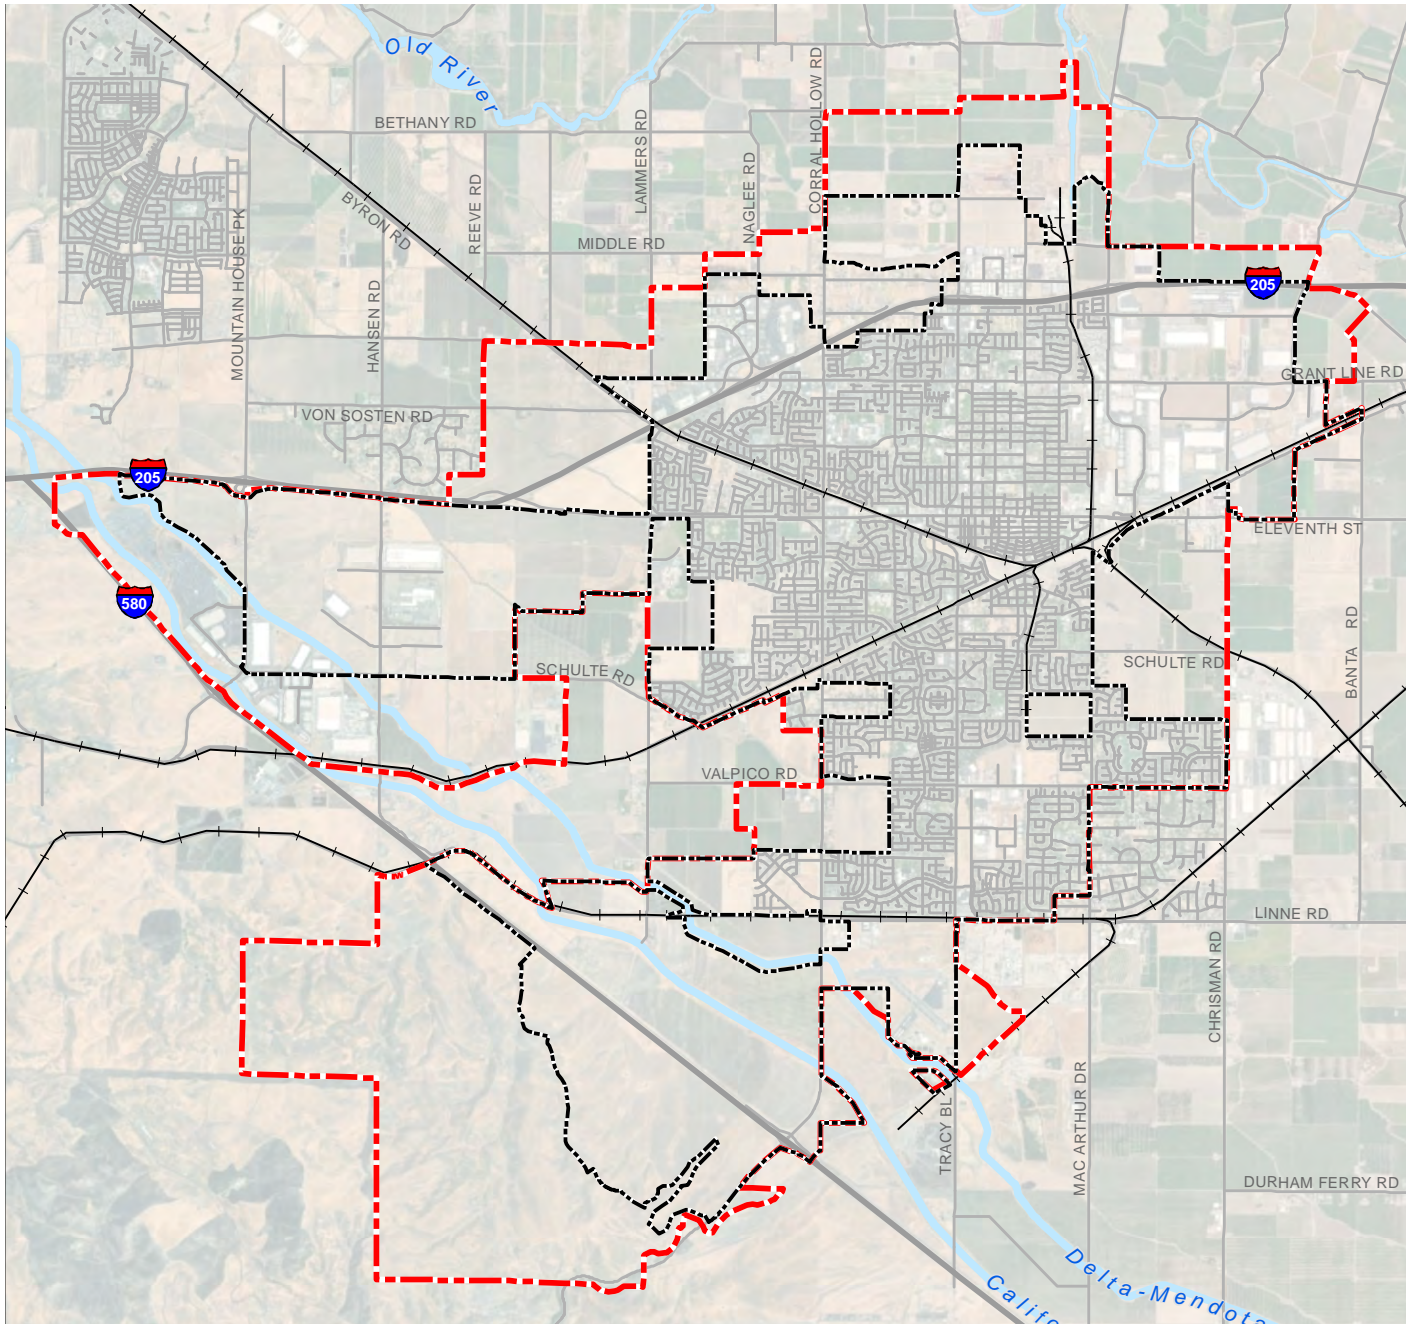 Old River
BETHANY RD
CORRAL HOLLOW RD
LAMMERS RD
NAGLEE RD
REEVE RD
BYRON RD
MOUNTAIN HOUSE PK
MIDDLE RD
HANSEN RD
205
GRANT LINE RD
VON SOSTEN RD
205
ELEVENTH ST
580
BANTA RD
SCHULTE RD
SCHULTE RD
VALPICO RD
LINNE RD
CHRISMAN RD
MAC ARTHUR DR
TRACY BL
DURHAM FERRY RD
Delta-Mendota
Califo